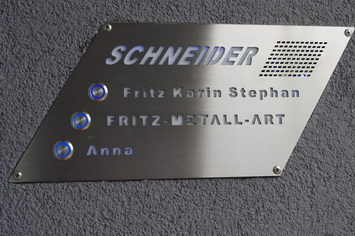 SCHNEIDER
Fritz Karin Stephan
FRITZ-METALL-ART
Anna